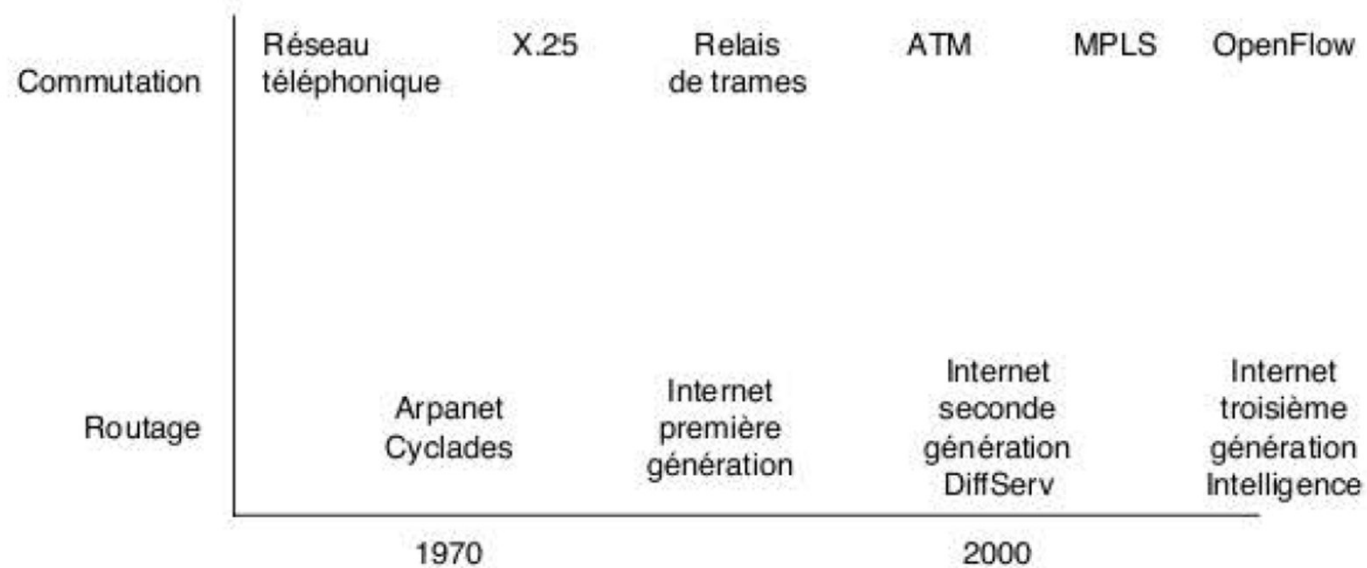 Commutation
Réseau
téléphonique
X.25
Relais
de trames
ATM
MPLS
OpenFlow
Routage
Arpanet
Cyclades
Internet
première
génération
Internet
seconde
génération
DiffServ
Internet
troisième
génération
Intelligence
1970
2000